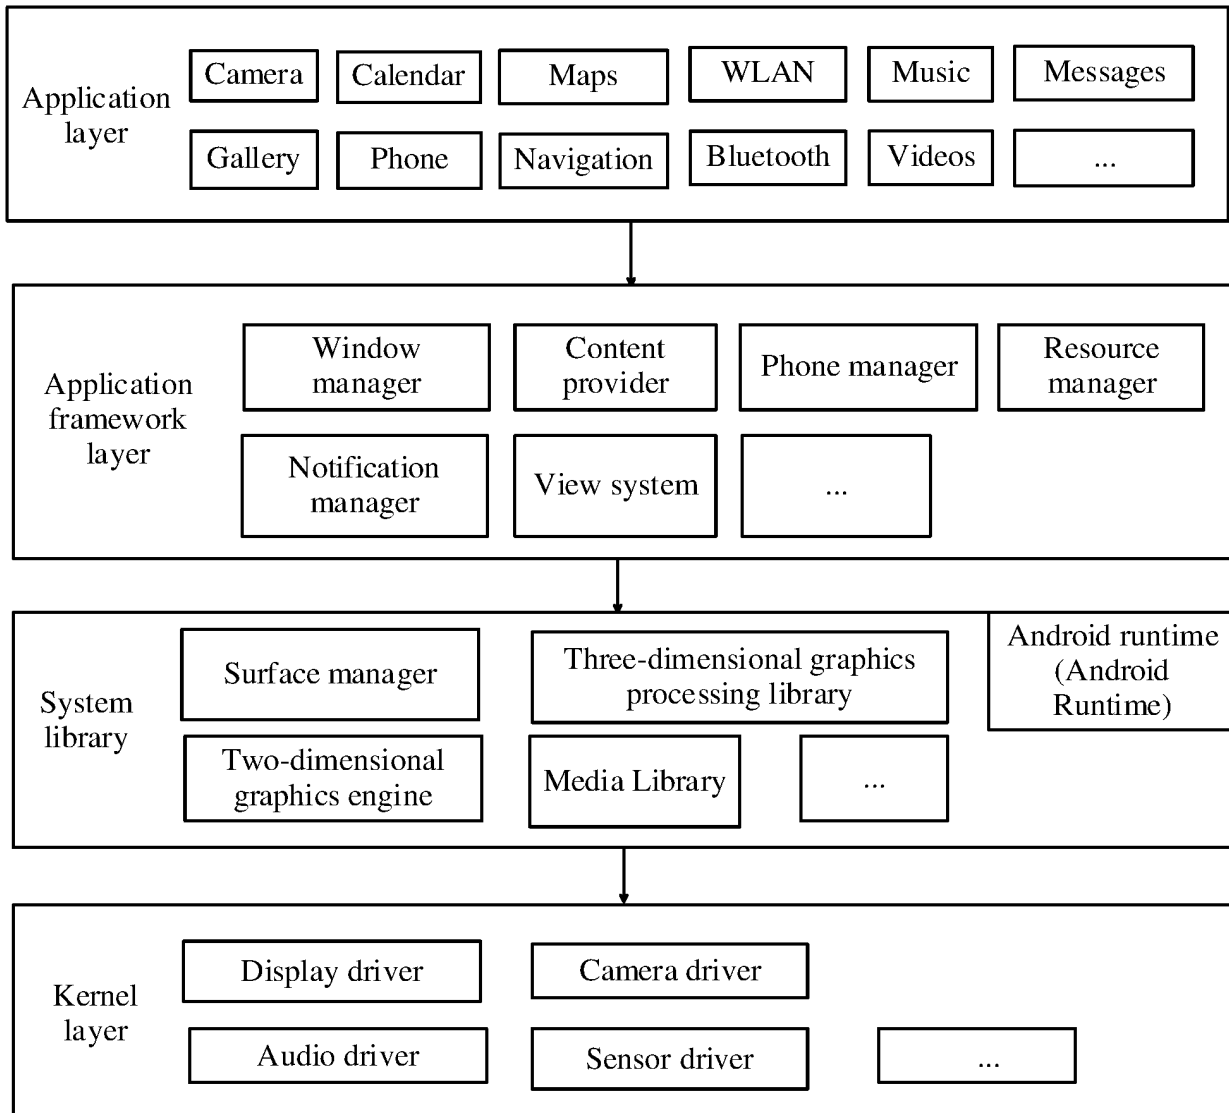 Application
layer
Camera
Calendar
Maps
WLAN
Music
Messages
Gallery
Phone
Navigation
Bluetooth
Videos
...
Application
framework
layer
Window
manager
Content
provider
Phone manager
Resource
manager
Notification
manager
View system
...
System
library
Surface manager
Three-dimensional graphics
processing library
Android runtime
(Android
Runtime)
Two-dimensional
graphics engine
Media Library
...
Kernel
layer
Display driver
Camera driver
Audio driver
Sensor driver
...